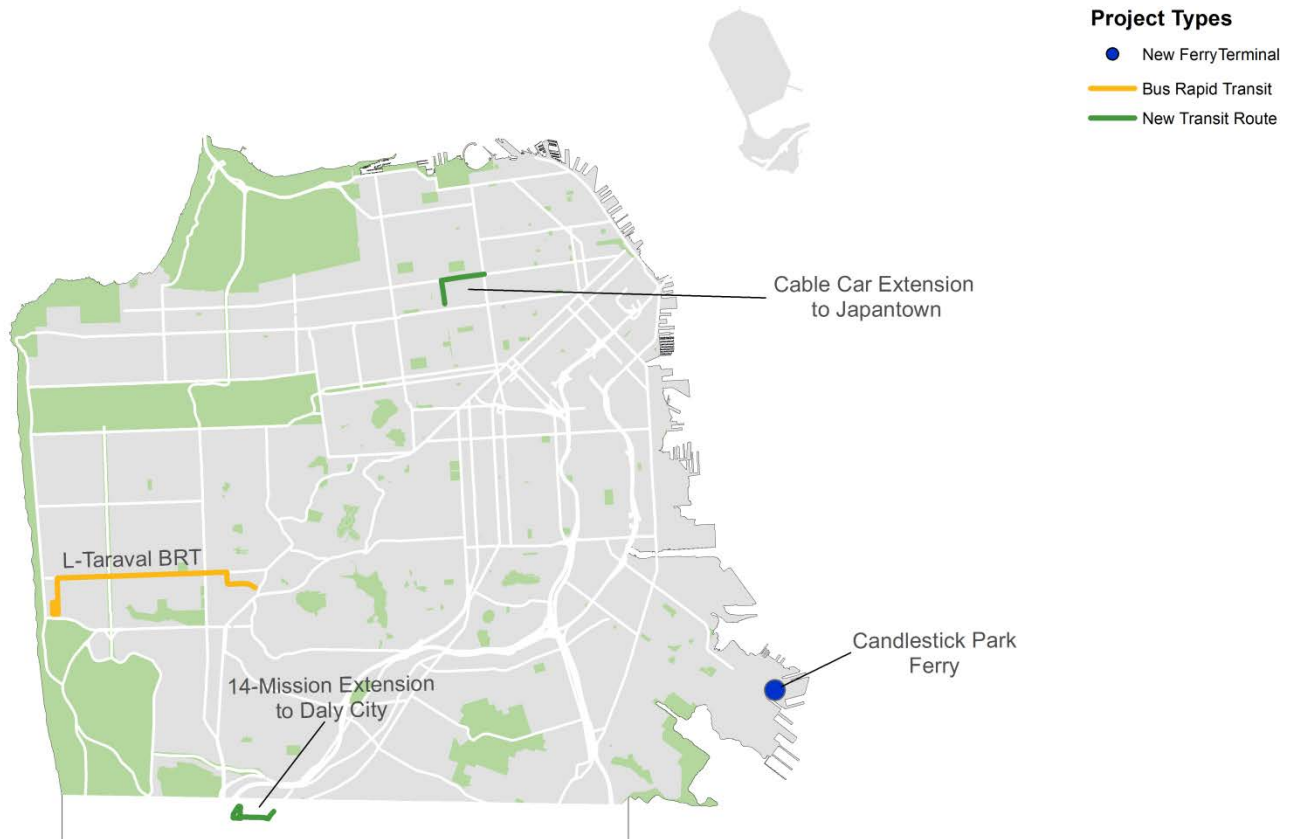 Project Types
New FerryTerminal
Bus Rapid Transit
New Transit Route
Cable Car Extension
to Japantown
L-Taraval BRT
Candlestick Park
Ferry
14-Mission Extension
to Daly City